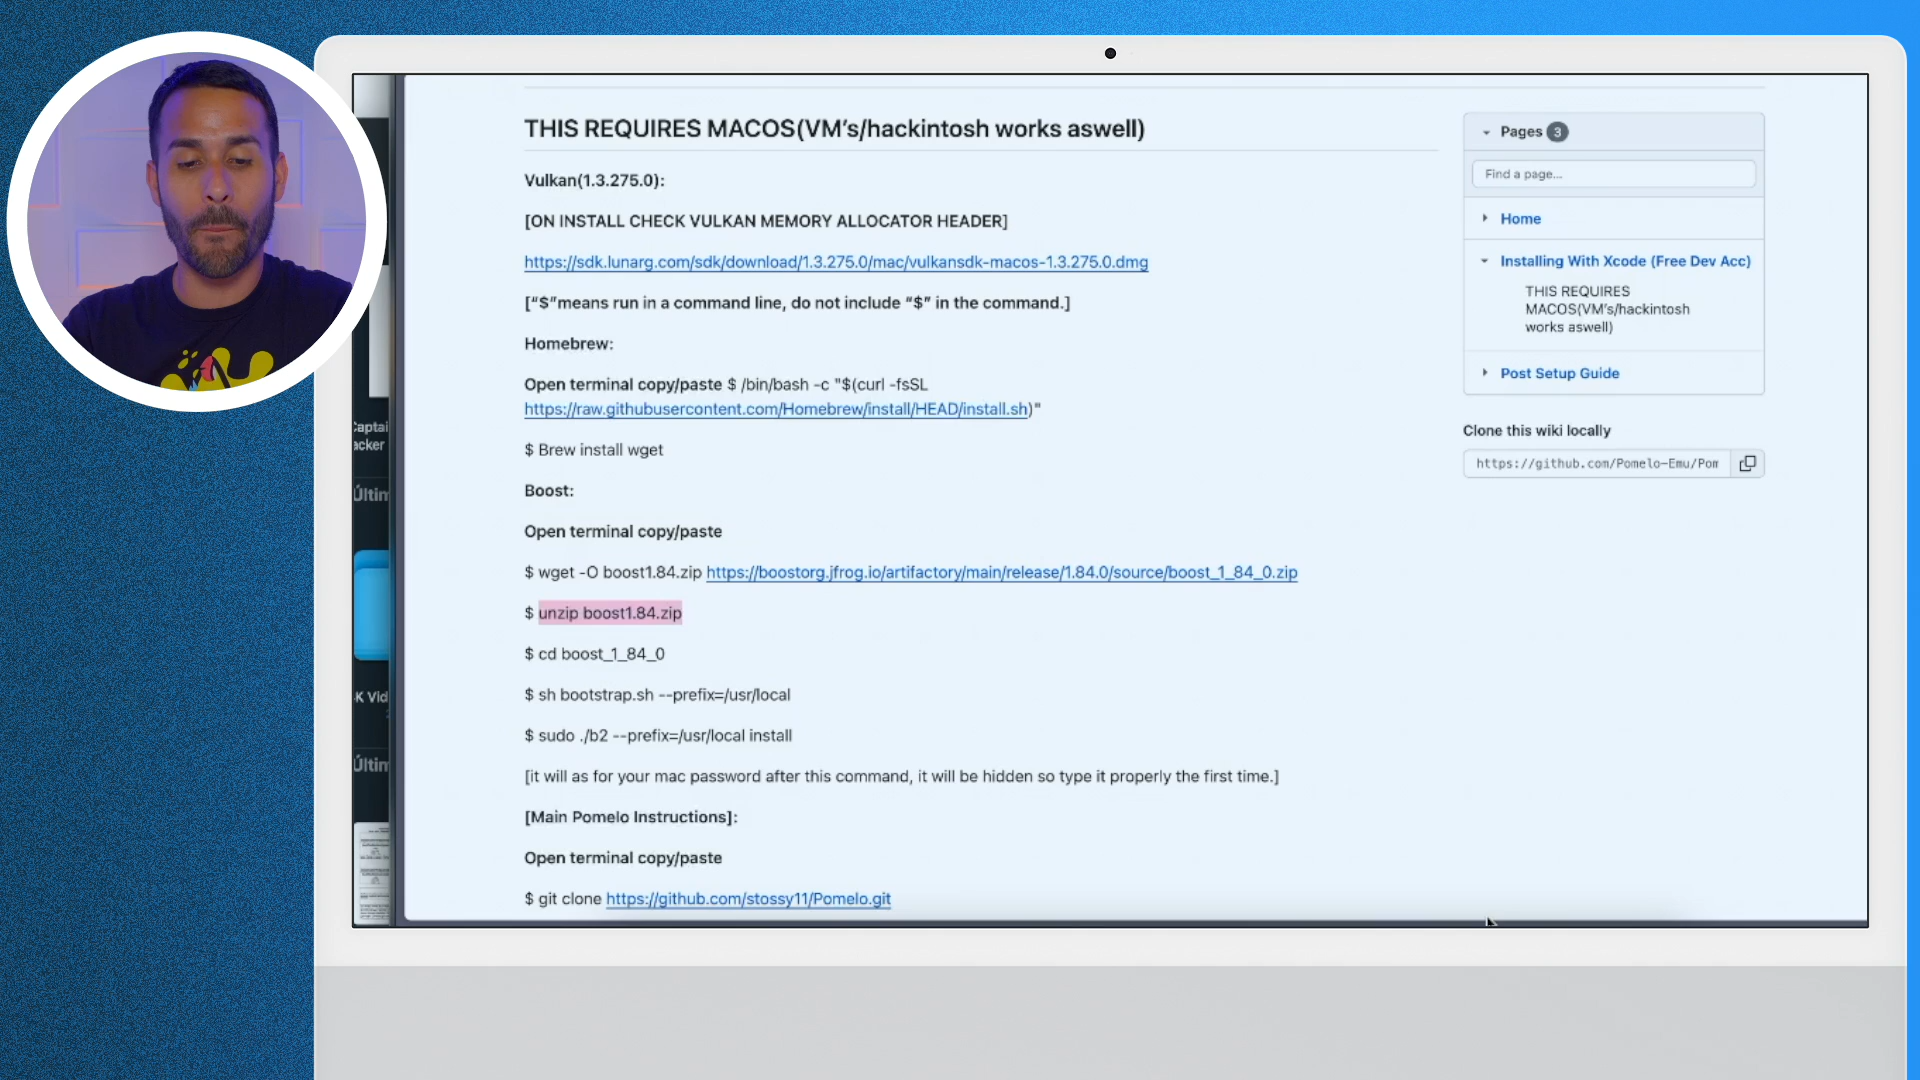 THIS REQUIRES MACOS(VM's/hackintosh works aswell)
Vulkan(1.3.275.0):
[ON INSTALL CHECK VULKAN MEMORY ALLOCATOR HEADER]
https://sdk.lunarg.com/sdk/download/1.3.275.0/mac/vulkansdk-macos-1.3.275.0.dmg
[“$”means run in a command line, do not include “$” in the command.]
Homebrew:
Open terminal copy/paste $ /bin/bash -c "$(curl -fsSL
https://raw.githubusercontent.com/Homebrew/install/HEAD/install.sh)"
$ Brew install wget
Boost:
Open terminal copy/paste
$ wget -O boost1.84.zip https://boostorg.jfrog.io/artifactory/main/release/1.84.0/source/boost_1_84_0.zip
$ unzip boost1.84.zip
$ cd boost_1_84_0
$ sh bootstrap.sh --prefix=/usr/local
$ sudo ./b2 --prefix=/usr/local install
[it will as for your mac password after this command, it will be hidden so type it properly the first time.]
[Main Pomelo Instructions]:
Open terminal copy/paste
$ git clone https://github.com/stossy11/Pomelo.git
Pages 3
Find a page...
Home
Installing With Xcode (Free Dev Acc)
THIS REQUIRES
MACOS(VM's/hackintosh
works aswell)
Post Setup Guide
Clone this wiki locally
https://github.com/Pomelo-Emu/Pom
Captai
acker
Últim
K Vid
Últim